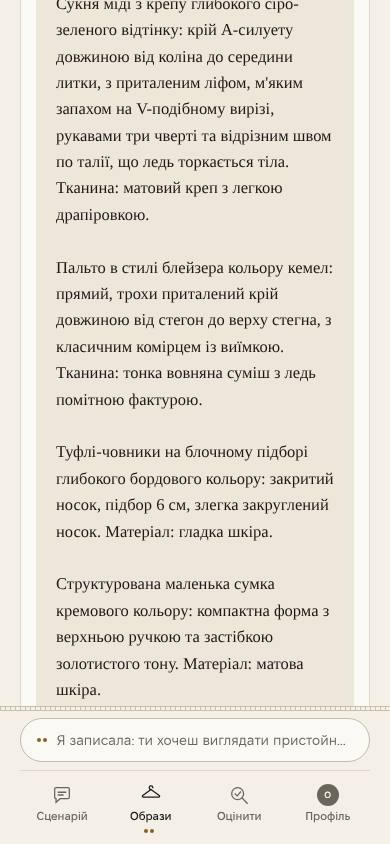 Сукня міді з крепу глибокого сіро-
зеленого відтінку: крій А-силуету
довжиною від коліна до середини
литки, з приталеним ліфом, м'яким
запахом на V-подібному вирізі,
рукавами три чверті та відрізним швом
по талії, що ледь торкається тіла.
Тканина: матовий креп з легкою
драпіровкою.
Пальто в стилі блейзера кольору кемел:
прямий, трохи приталений крій
довжиною від стегон до верху стегна, з
класичним комірцем із виїмкою.
Тканина: тонка вовняна суміш з ледь
помітною фактурою.
Туфлі-човники на блочному підборі
глибокого бордового кольору: закритий
носок, підбор 6 см, злегка закруглений
носок. Матеріал: гладка шкіра.
Структурована маленька сумка
кремового кольору: компактна форма з
верхньою ручкою та застібкою
золотистого тону. Матеріал: матова
шкіра.
Я записала: ти хочеш виглядати пристойн...
Сценарій
Образи
Оцінити
О
Профіль